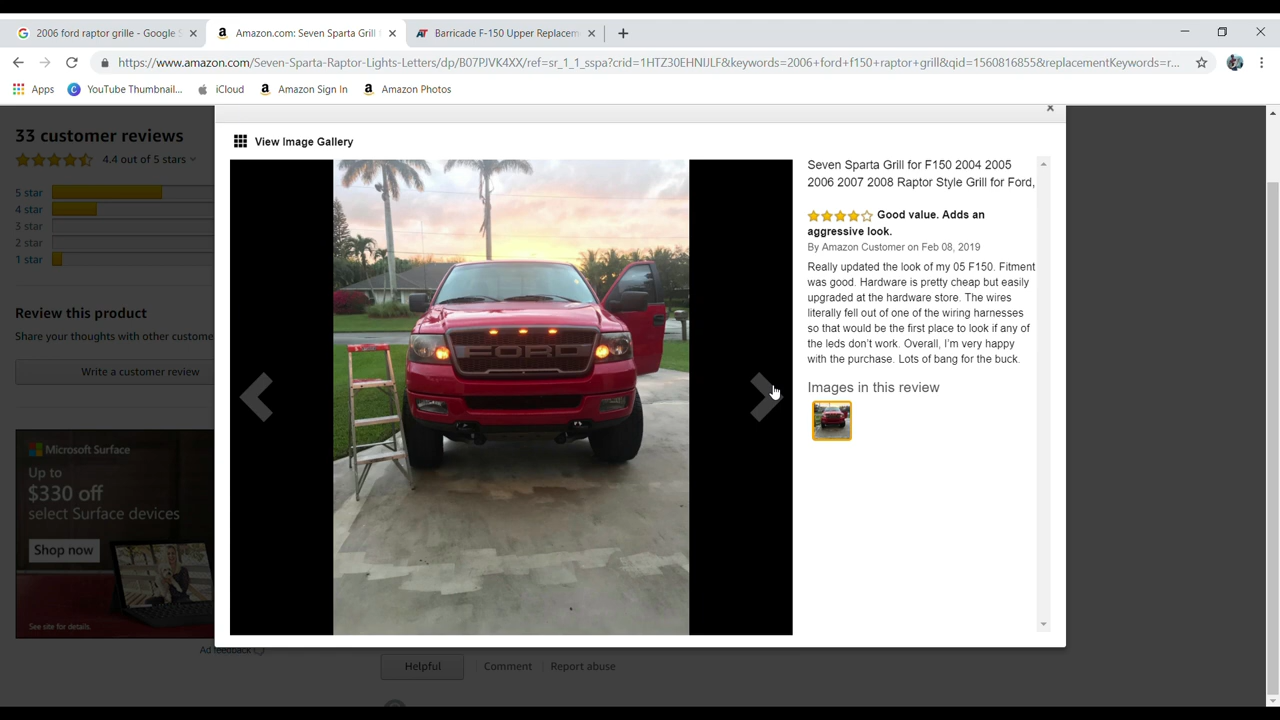 2006 ford raptor grille - Google S
Amazon.com: Seven Sparta Grill
Barricade F-150 Upper Replacem
https://www.amazon.com/Seven-Sparta-Raptor-Lights-Letters/dp/B07PJVK4XX/ref=sr_1_1_sspa?crid=1HTZ30EHNIJLF&keywords=2006+ford+f150+raptor+grill&qid=1560816855&replacementKeywords=r...
Apps
YouTube Thumbnail...
iCloud
Amazon Sign In
Amazon Photos
33 customer reviews
4.4 out of 5 stars
5 star
4 star
3 star
2 star
1 star
Review this product
Share your thoughts with other custome
Write a customer review
Microsoft Surface
Up to
$330 off
select Surface devices
Shop now
See site for details.
Ad feedback
View Image Gallery
FORD
Seven Sparta Grill for F150 2004 2005
2006 2007 2008 Raptor Style Grill for Ford,
Good value. Adds an
aggressive look.
By Amazon Customer on Feb 08, 2019
Really updated the look of my 05 F150. Fitment
was good. Hardware is pretty cheap but easily
upgraded at the hardware store. The wires
literally fell out of one of the wiring harnesses
so that would be the first place to look if any of
the leds don't work. Overall, I'm very happy
with the purchase. Lots of bang for the buck.
Images in this review
Helpful
Comment
Report abuse